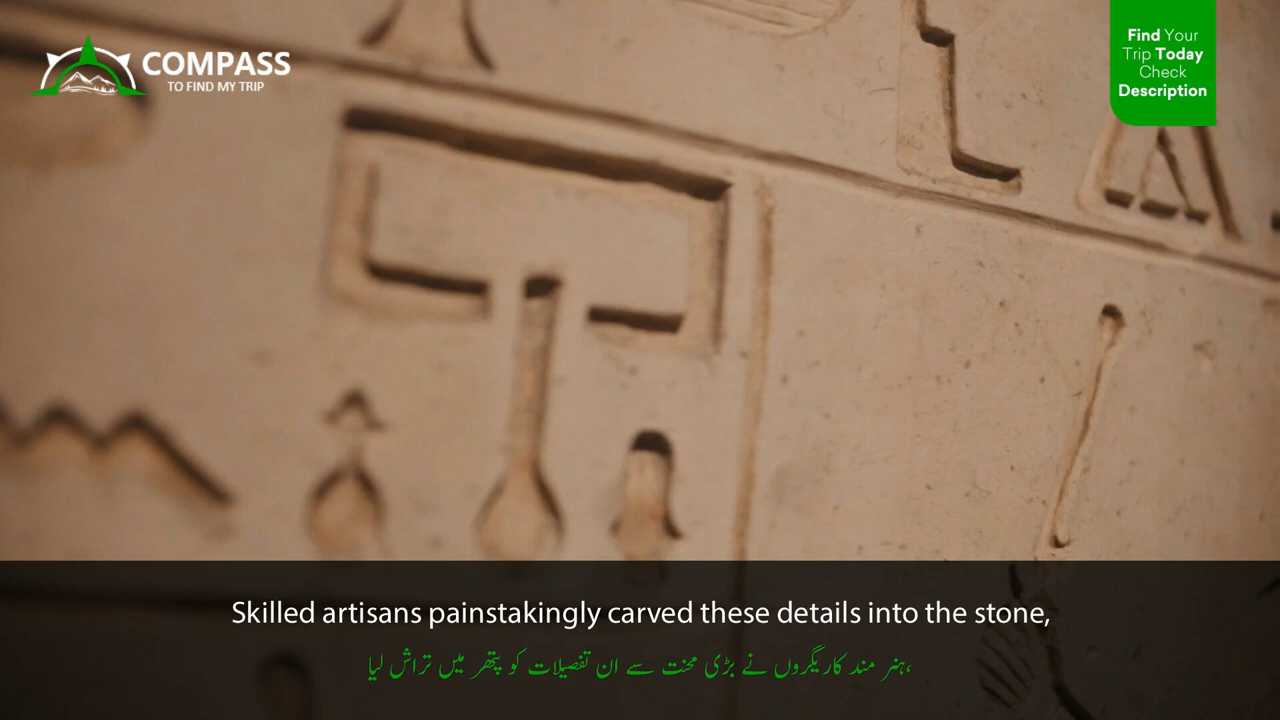 COMPASS
TO FIND MY TRIP
Find Your
Trip Today
Check
Description
Skilled artisans painstakingly carved these details into the stone,
ہنر مند کاریگروں نے بڑی محنت سے ان تفصیلات کو پتھر میں تراش لیا،